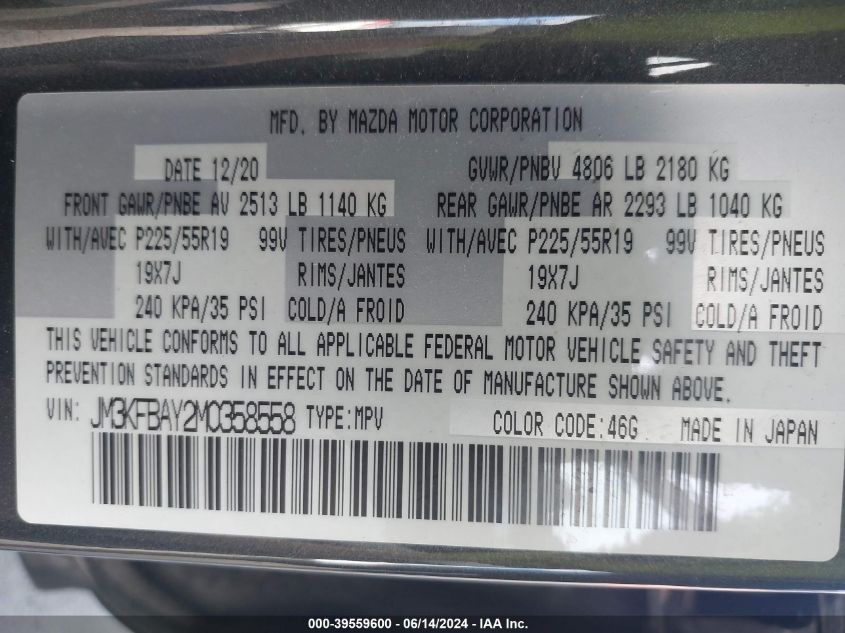 MFD. BY MAZDA MOTOR CORPORATION
DATE 12/20 GVWR/PNBV 4806 LB 2180 KG
FRONT GAWR/PNBE AV 2513 LB 1140 KG REAR GAWR/PNBE AR 2293 LB 1040 KG
WITH/AVEC P225/55R19 99V TIRES/PNEUS WITH/AVEC P225/55R19 99V TIRES/PNEUS
19X7J RIMS/JANTES 19X7J RIMS/JANTES
240 KPA/35 PSI COLD/A FROID 240 KPA/35 PSI COLD/A FROID
THIS VEHICLE CONFORMS TO ALL APPLICABLE FEDERAL MOTOR VEHICLE SAFETY AND THEFT
PREVENTION STANDARDS IN EFFECT ON THE DATE OF MANUFACTURE SHOWN ABOVE.
VIN: JM3KFBAY2M0358558 TYPE:MPV COLOR CODE:46G MADE IN JAPAN
000-39559600 - 06/14/2024 - IAA Inc.